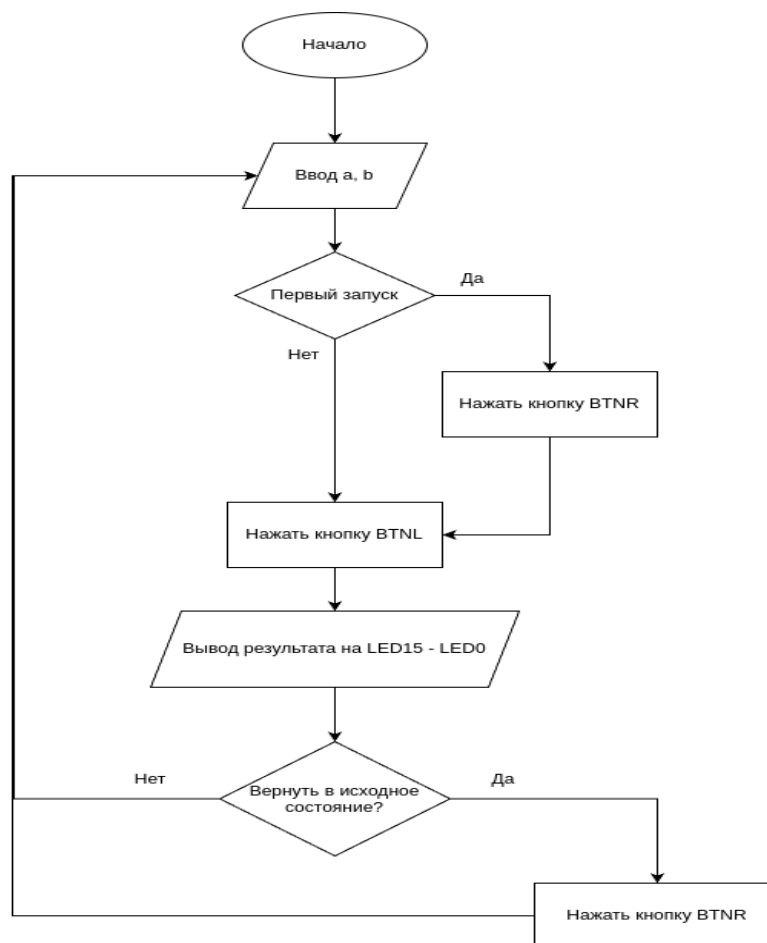 Начало
Ввод a, b
Первый запуск
Да
Нет
Нажать кнопку BTNR
Нажать кнопку BTNL
Вывод результата на LED15 - LED0
Нет
Вернуть в исходное
состояние?
Да
Нажать кнопку BTNR